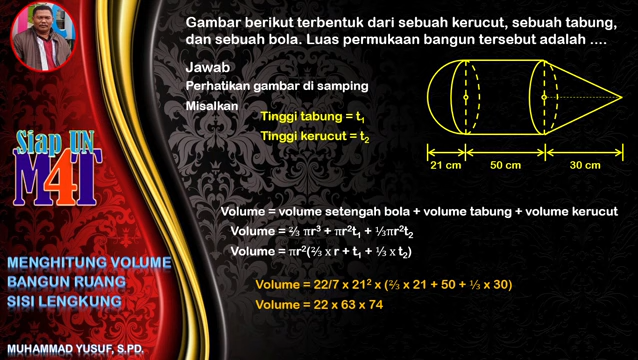 Gambar berikut terbentuk dari sebuah kerucut, sebuah tabung,
dan sebuah bola. Luas permukaan bangun tersebut adalah ....
Jawab
Perhatikan gambar di samping
Misalkan
Tinggi tabung = t₁
Tinggi kerucut = t₂
21 cm
50 cm
30 cm
Siap UN
M4T
Volume = volume setengah bola + volume tabung + volume kerucut
Volume = ⅔ πr³ + πr²t₁ + ⅓πr²t₂
Volume = πr²(⅔ x r + t₁ + ⅓ x t₂)
Volume = 22/7 x 21² x (⅔ x 21 + 50 + ⅓ x 30)
Volume = 22 x 63 x 74
MENGHITUNG VOLUME
BANGUN RUANG
SISI LENGKUNG
MUHAMMAD YUSUF, S.PD.